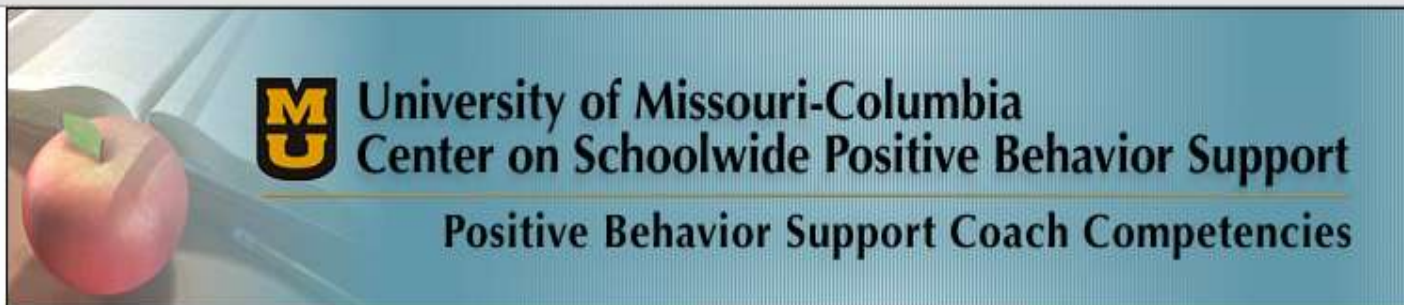 MU
University of Missouri-Columbia
Center on Schoolwide Positive Behavior Support
Positive Behavior Support Coach Competencies